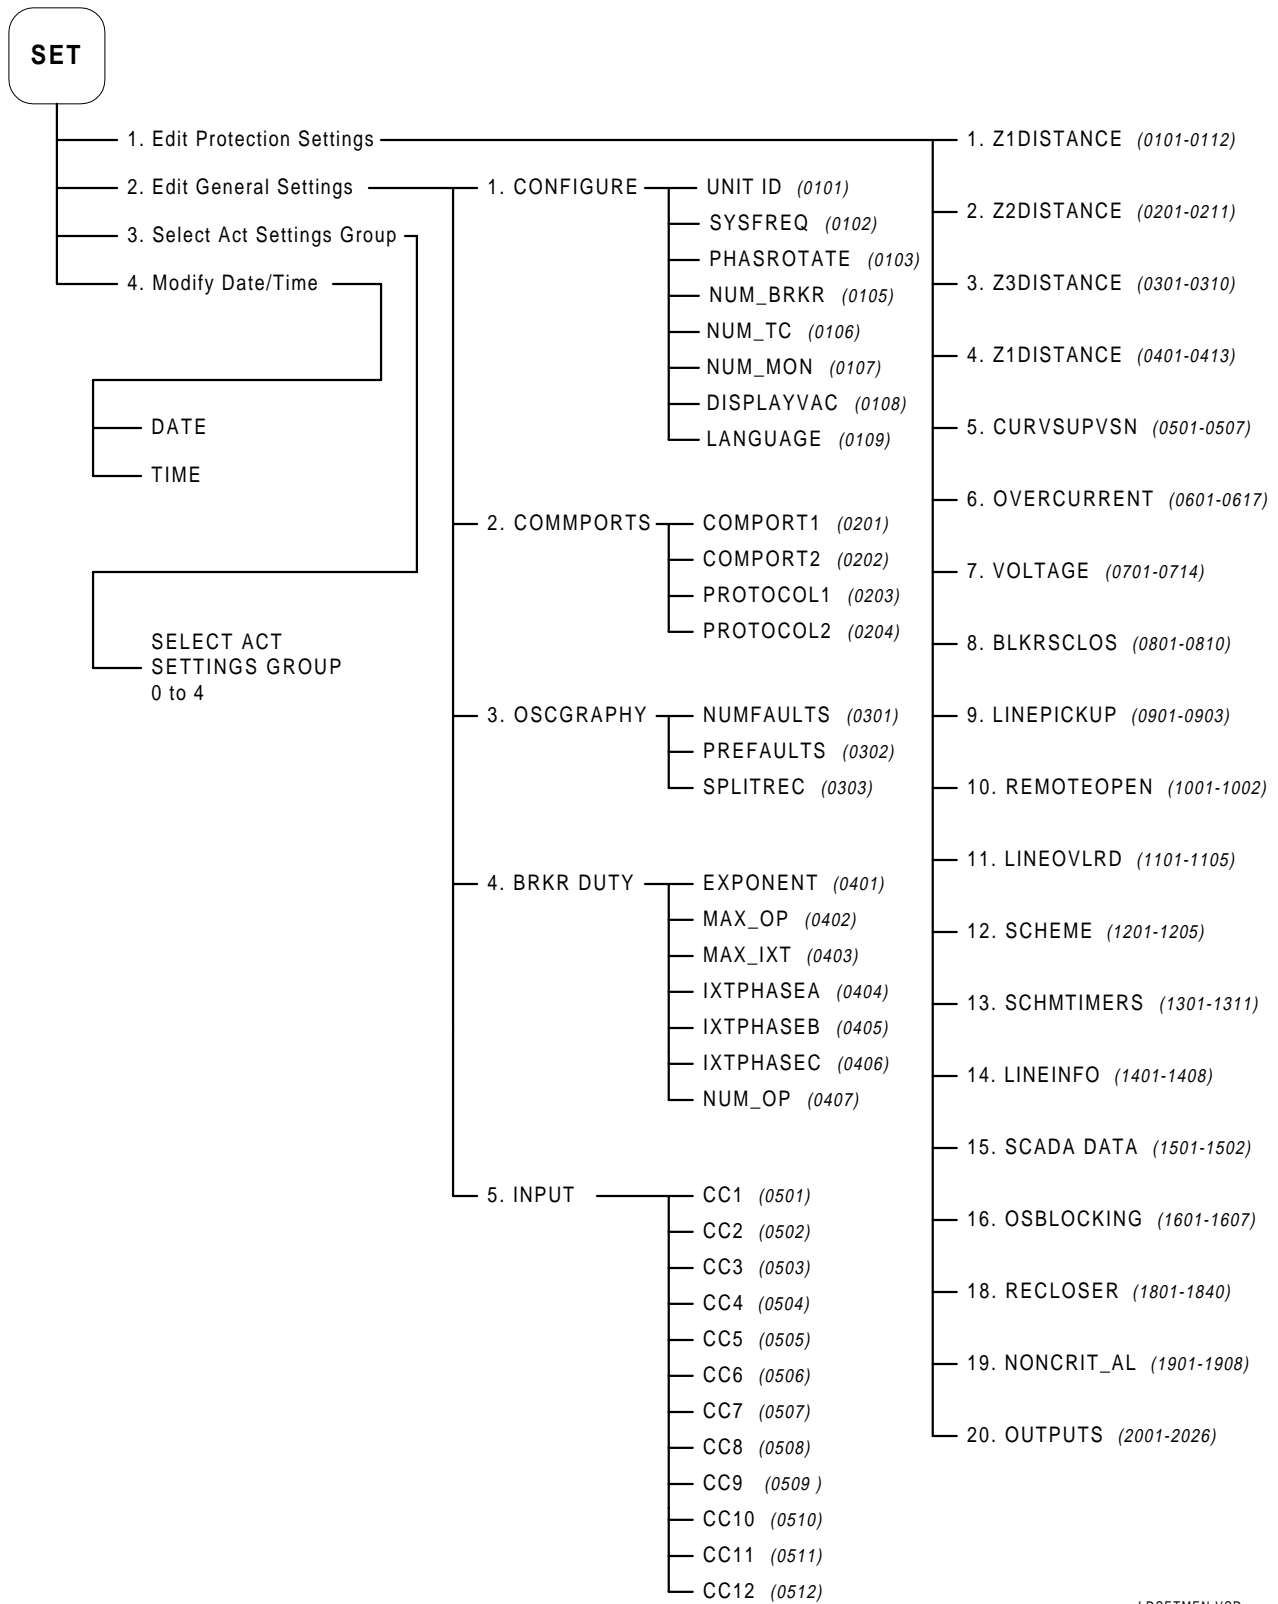 SET
1. Edit Protection Settings
2. Edit General Settings
3. Select Act Settings Group
4. Modify Date/Time
DATE
TIME
SELECT ACT
SETTINGS GROUP
0 to 4
1. CONFIGURE
UNIT ID (0101)
SYSFREQ (0102)
PHASROTATE (0103)
NUM_BRKR (0105)
NUM_TC (0106)
NUM_MON (0107)
DISPLAYVAC (0108)
LANGUAGE (0109)
2. COMMPORTS
COMPORT1 (0201)
COMPORT2 (0202)
PROTOCOL1 (0203)
PROTOCOL2 (0204)
3. OSCGRAPHY
NUMFAULTS (0301)
PREFAULTS (0302)
SPLITREC (0303)
4. BRKR DUTY
EXPONENT (0401)
MAX_OP (0402)
MAX_IXT (0403)
IXTPHASEA (0404)
IXTPHASEB (0405)
IXTPHASEC (0406)
NUM_OP (0407)
5. INPUT
CC1 (0501)
CC2 (0502)
CC3 (0503)
CC4 (0504)
CC5 (0505)
CC6 (0506)
CC7 (0507)
CC8 (0508)
CC9 (0509 )
CC10 (0510)
CC11 (0511)
CC12 (0512)
1. Z1DISTANCE (0101-0112)
2. Z2DISTANCE (0201-0211)
3. Z3DISTANCE (0301-0310)
4. Z1DISTANCE (0401-0413)
5. CURVSUPVSN (0501-0507)
6. OVERCURRENT (0601-0617)
7. VOLTAGE (0701-0714)
8. BLKRSCLOS (0801-0810)
9. LINEPICKUP (0901-0903)
10. REMOTEOPEN (1001-1002)
11. LINEOVLRD (1101-1105)
12. SCHEME (1201-1205)
13. SCHMTIMERS (1301-1311)
14. LINEINFO (1401-1408)
15. SCADA DATA (1501-1502)
16. OSBLOCKING (1601-1607)
18. RECLOSER (1801-1840)
19. NONCRIT_AL (1901-1908)
20. OUTPUTS (2001-2026)